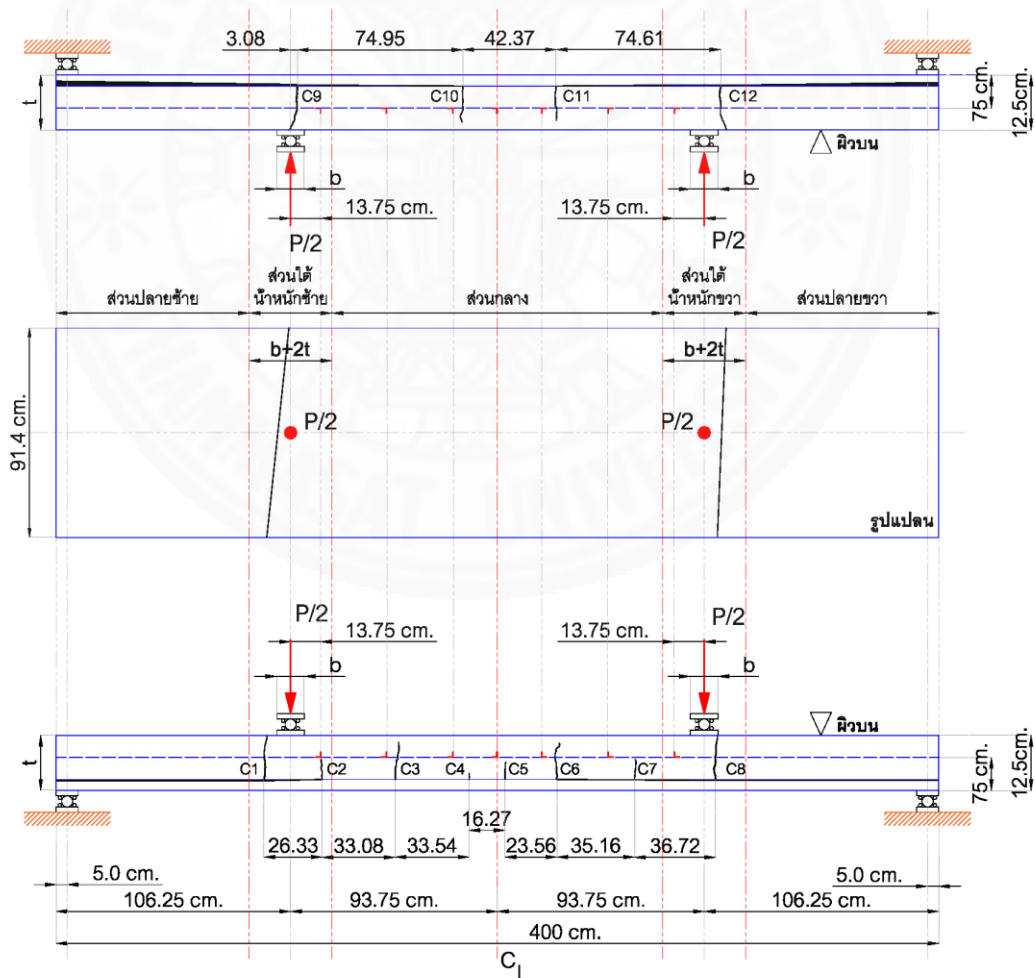 3.08 74.95 42.37 74.61
t C9 C10 C11 C12 75 cm. 12.5cm.
ผิวบน
b b
13.75 cm. 13.75 cm.
P/2 P/2
ส่วนปลายซ้าย ส่วนใต้ น้ำหนักซ้าย ส่วนกลาง ส่วนใต้ น้ำหนักขวา ส่วนปลายขวา
b+2t b+2t
91.4 cm. P/2 P/2
รูปแปลน
P/2 P/2
13.75 cm. 13.75 cm.
b b
ผิวบน
t C1 C2 C3 C4 C5 C6 C7 C8 75 cm. 12.5cm.
16.27
26.33 33.08 33.54 23.56 35.16 36.72
5.0 cm. 5.0 cm.
106.25 cm. 93.75 cm. 93.75 cm. 106.25 cm.
400 cm.
C
l